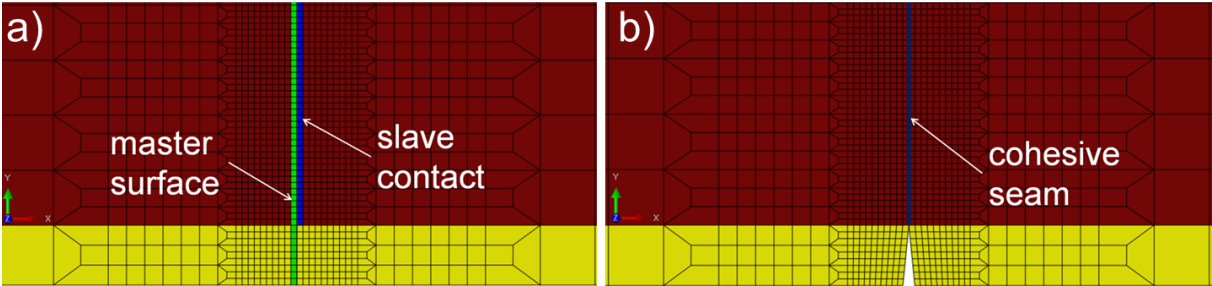 a)
master
surface
slave
contact
Y
Z
X
b)
cohesive
seam
Y
Z
X